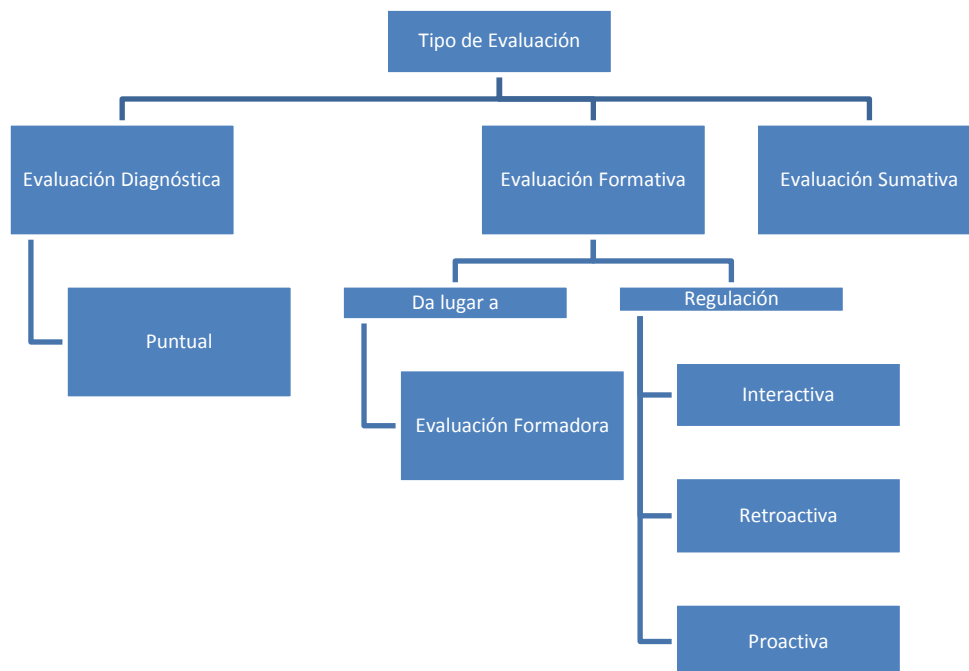 Tipo de Evaluación
Evaluación Diagnóstica
Evaluación Formativa
Evaluación Sumativa
Puntual
Da lugar a
Regulación
Evaluación Formadora
Interactiva
Retroactiva
Proactiva